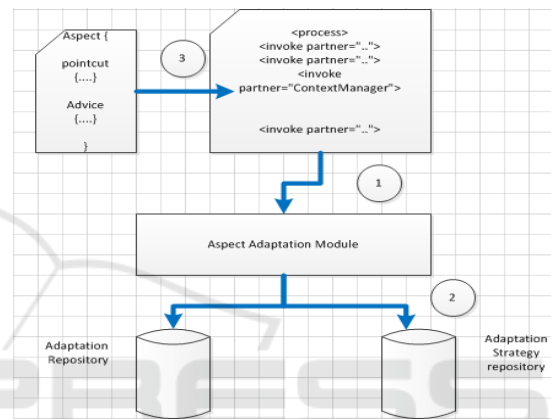 Aspect {
pointcut
{....}
Advice
{....}
}
3
<process>
<invoke partner="..">
<invoke partner="..">
<invoke
partner="ContextManager">
<invoke partner="..">
1
Aspect Adaptation Module
2
Adaptation
Repository
Adaptation
Strategy
repository
PRESS